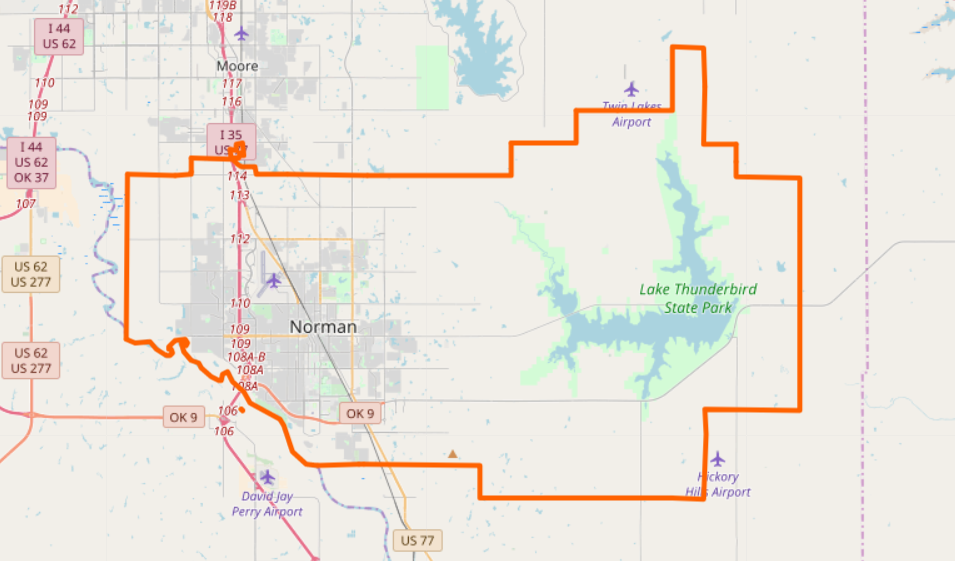 112
119B
118
I 44
US 62
Moore
110
109
109
117
116
Twin Lakes
Airport
I 35
I 44
US 62
OK 37
107
114
113
112
US 62
US 277
110
Lake Thunderbird
State Park
Norman
109
109
108A-B
108A
108A
US 62
US 277
106
106
OK 9
OK 9
Hickory
Hills Airport
David Jay
Perry Airport
US 77